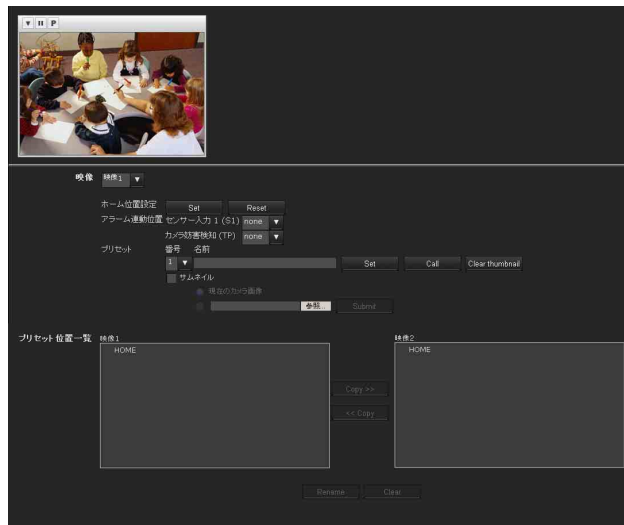 P
映像 映像1
ホーム位置設定 Set Reset
アラーム連動位置 センサー入力 1 (S1) none
カメラ妨害検知 (TP) none
プリセット 番号 名前
1 Set Call Clear thumbnail
サムネイル
現在のカメラ画像
参照... Submit
プリセット位置一覧 映像1 映像2
HOME HOME
Copy >>
<< Copy
Rename Clear